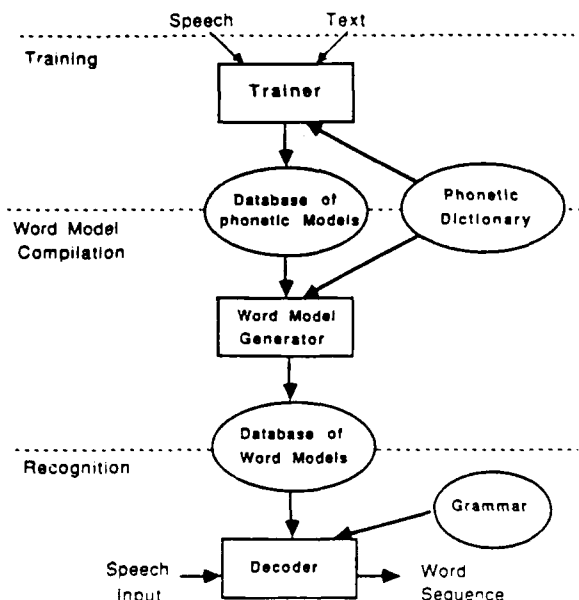 Speech Text
Training
Trainer
Database of
phonetic Models
Phonetic
Dictionary
Word Model
Compilation
Word Model
Generator
Database of
Word Models
Recognition
Grammar
Speech
Input
Decoder
Word
Sequence